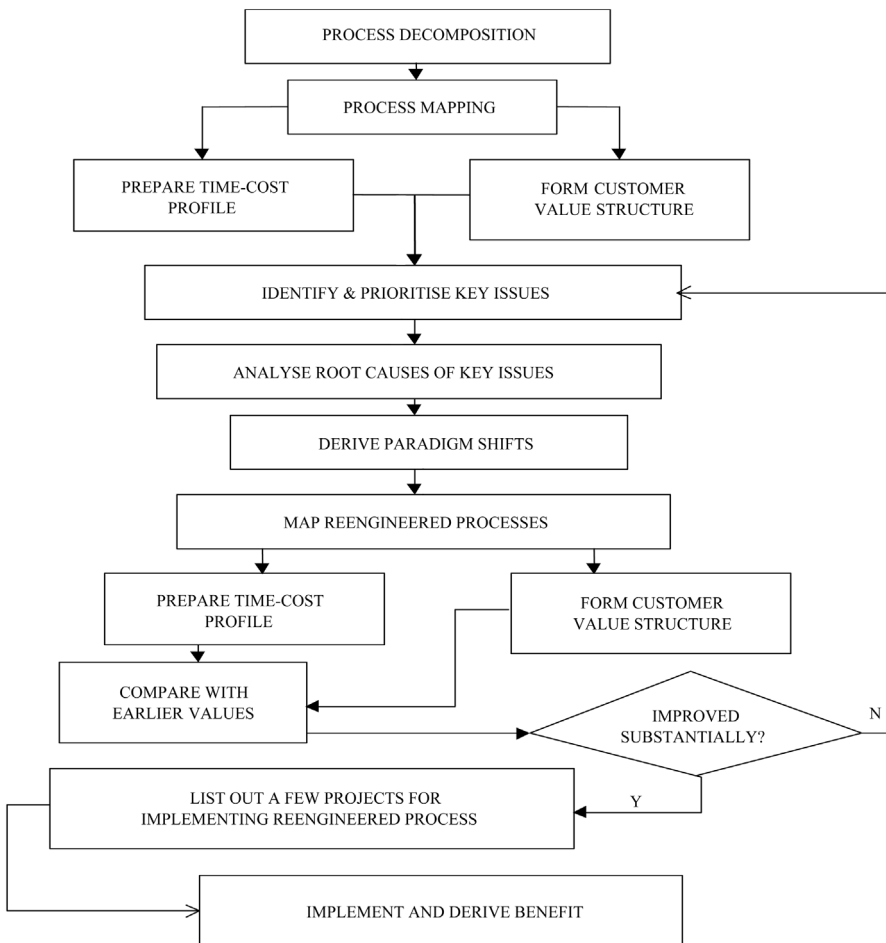 PROCESS DECOMPOSITION
PROCESS MAPPING
PREPARE TIME-COST
PROFILE
FORM CUSTOMER
VALUE STRUCTURE
IDENTIFY & PRIORITISE KEY ISSUES
ANALYSE ROOT CAUSES OF KEY ISSUES
DERIVE PARADIGM SHIFTS
MAP REENGINEERED PROCESSES
PREPARE TIME-COST
PROFILE
FORM CUSTOMER
VALUE STRUCTURE
COMPARE WITH
EARLIER VALUES
IMPROVED
SUBSTANTIALLY?
N
Y
LIST OUT A FEW PROJECTS FOR
IMPLEMENTING REENGINEERED PROCESS
IMPLEMENT AND DERIVE BENEFIT